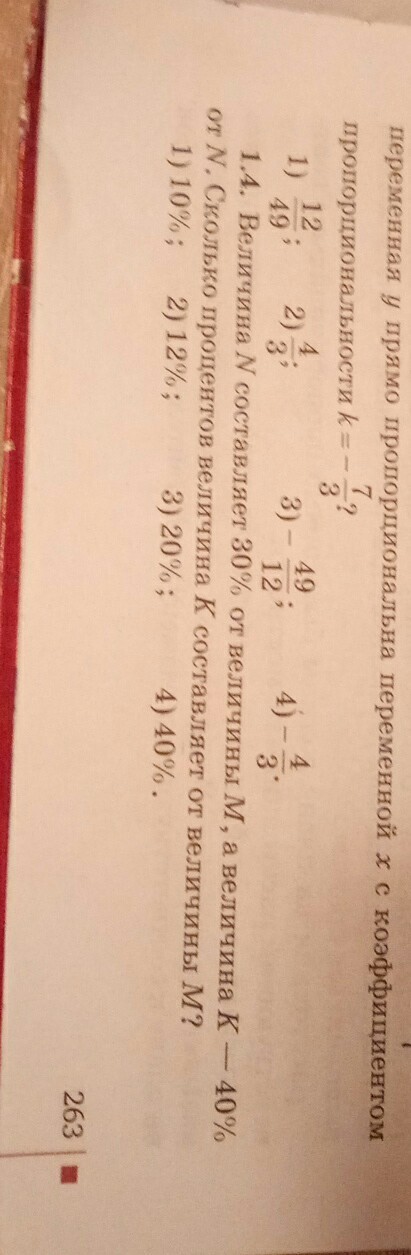 переменная y прямо пропорциональна переменной x с коэффициентом
пропорциональности k = −7/3?
1) 12/49; 2) 4/3; 3) −49/12; 4) −4/3.
1.4. Величина N составляет 30% от величины M, а величина K — 40%
от N. Сколько процентов величина K составляет от величины M?
1) 10%; 2) 12%; 3) 20%; 4) 40%.
263